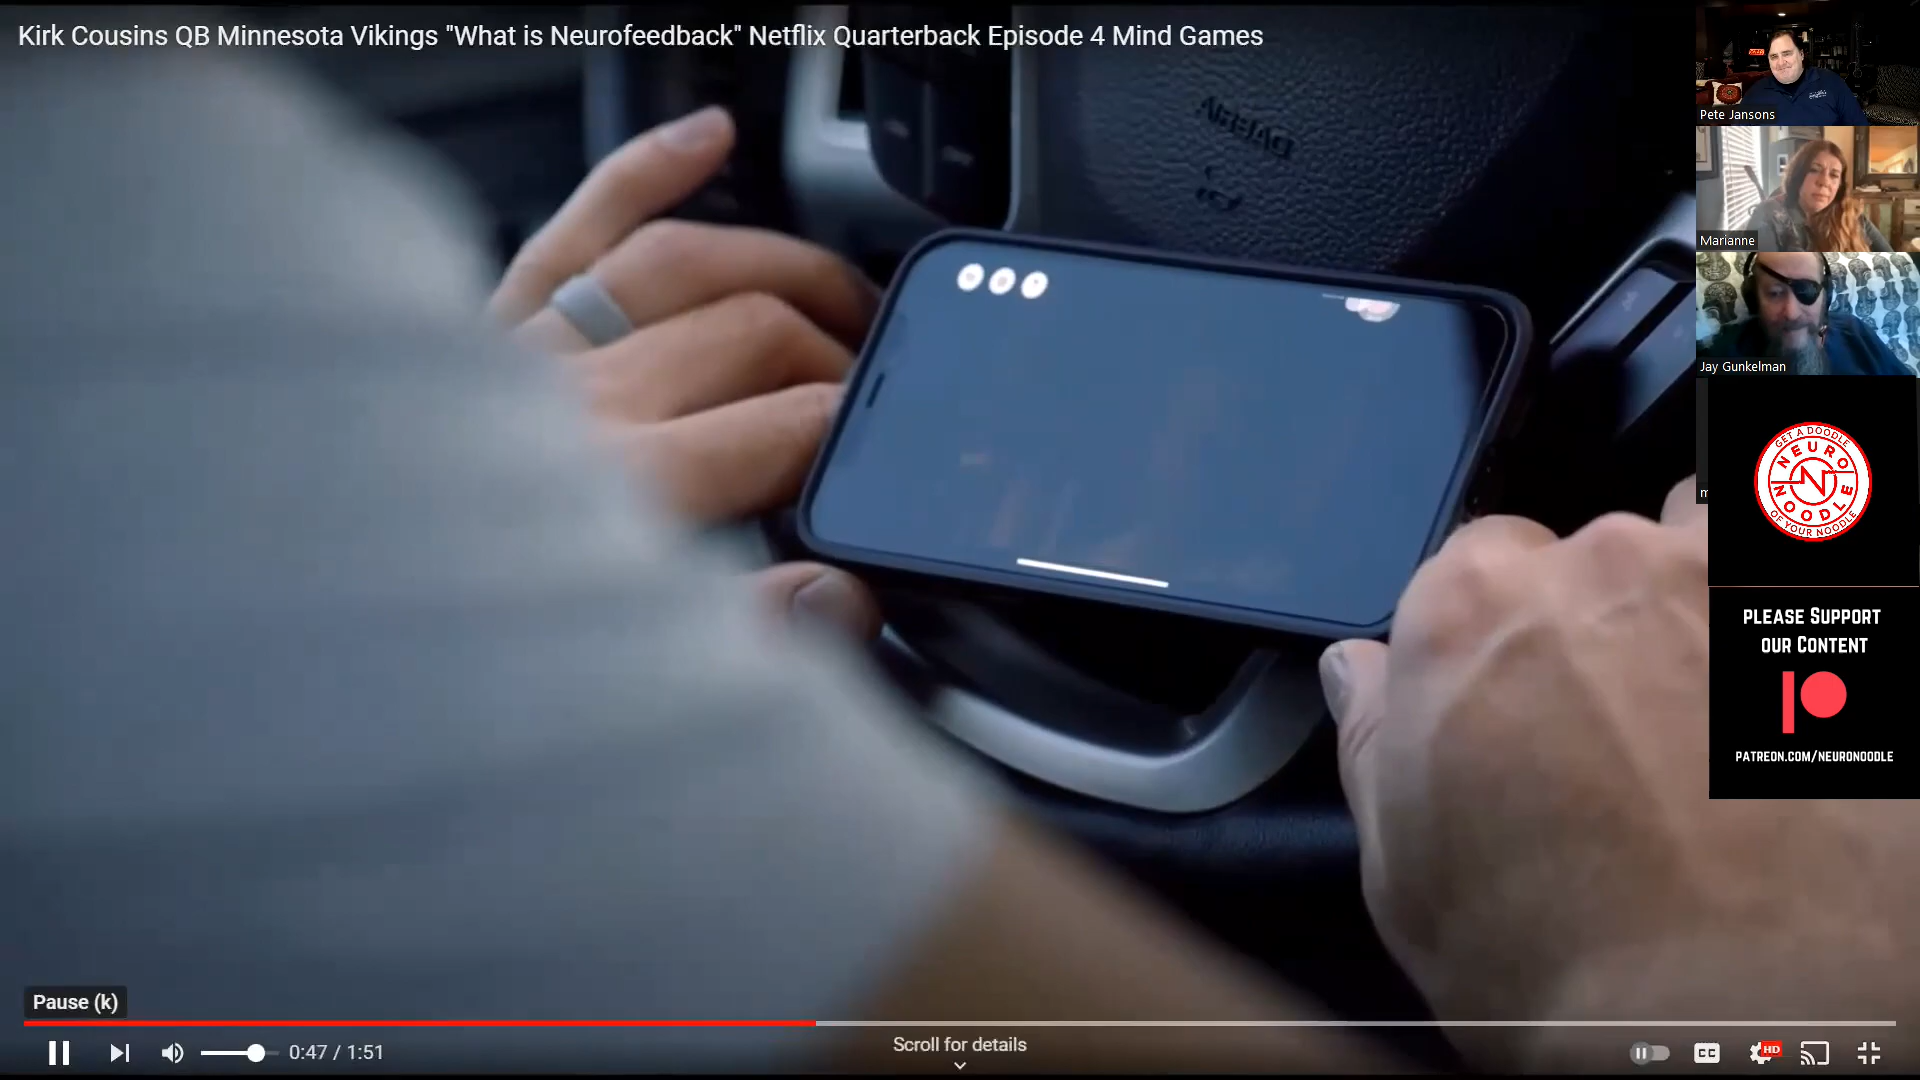 Kirk Cousins QB Minnesota Vikings "What is Neurofeedback" Netflix Quarterback Episode 4 Mind Games
AIRBAG
Pete Jansons
Marianne
Jay Gunkelman
m
GET A DOODLE
NEURO
N
NOODLE
OF YOUR NOODLE
PLEASE SUPPORT
OUR CONTENT
PATREON.COM/NEURONOODLE
Pause (k)
0:47 / 1:51
Scroll for details
CC
HD